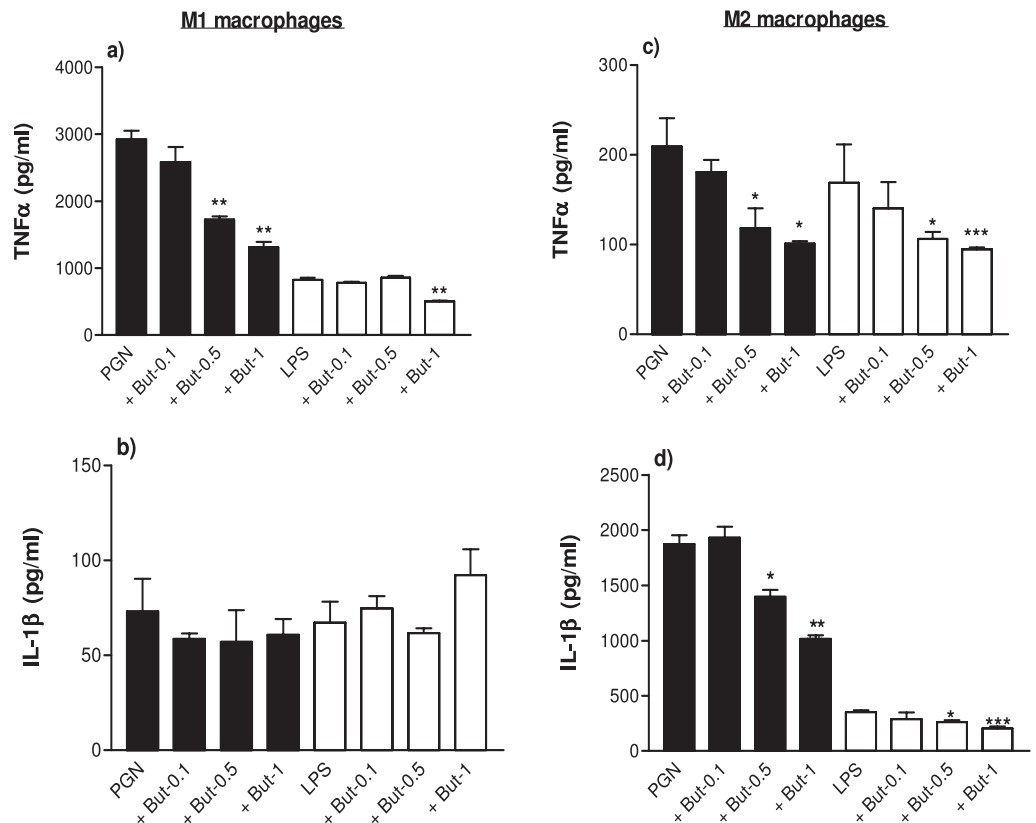 M1 macrophages
a)
TNFα (pg/ml)
4000
3000
2000
1000
0
**
**
**
PGN
+ But-0.1
+ But-0.5
+ But-1
LPS
+ But-0.1
+ But-0.5
+ But-1
b)
IL-1β (pg/ml)
150
100
50
0
PGN
+ But-0.1
+ But-0.5
+ But-1
LPS
+ But-0.1
+ But-0.5
+ But-1
M2 macrophages
c)
TNFα (pg/ml)
300
200
100
0
*
*
*
***
PGN
+ But-0.1
+ But-0.5
+ But-1
LPS
+ But-0.1
+ But-0.5
+ But-1
d)
IL-1β (pg/ml)
2500
2000
1500
1000
500
0
*
**
*
***
PGN
+ But-0.1
+ But-0.5
+ But-1
LPS
+ But-0.1
+ But-0.5
+ But-1